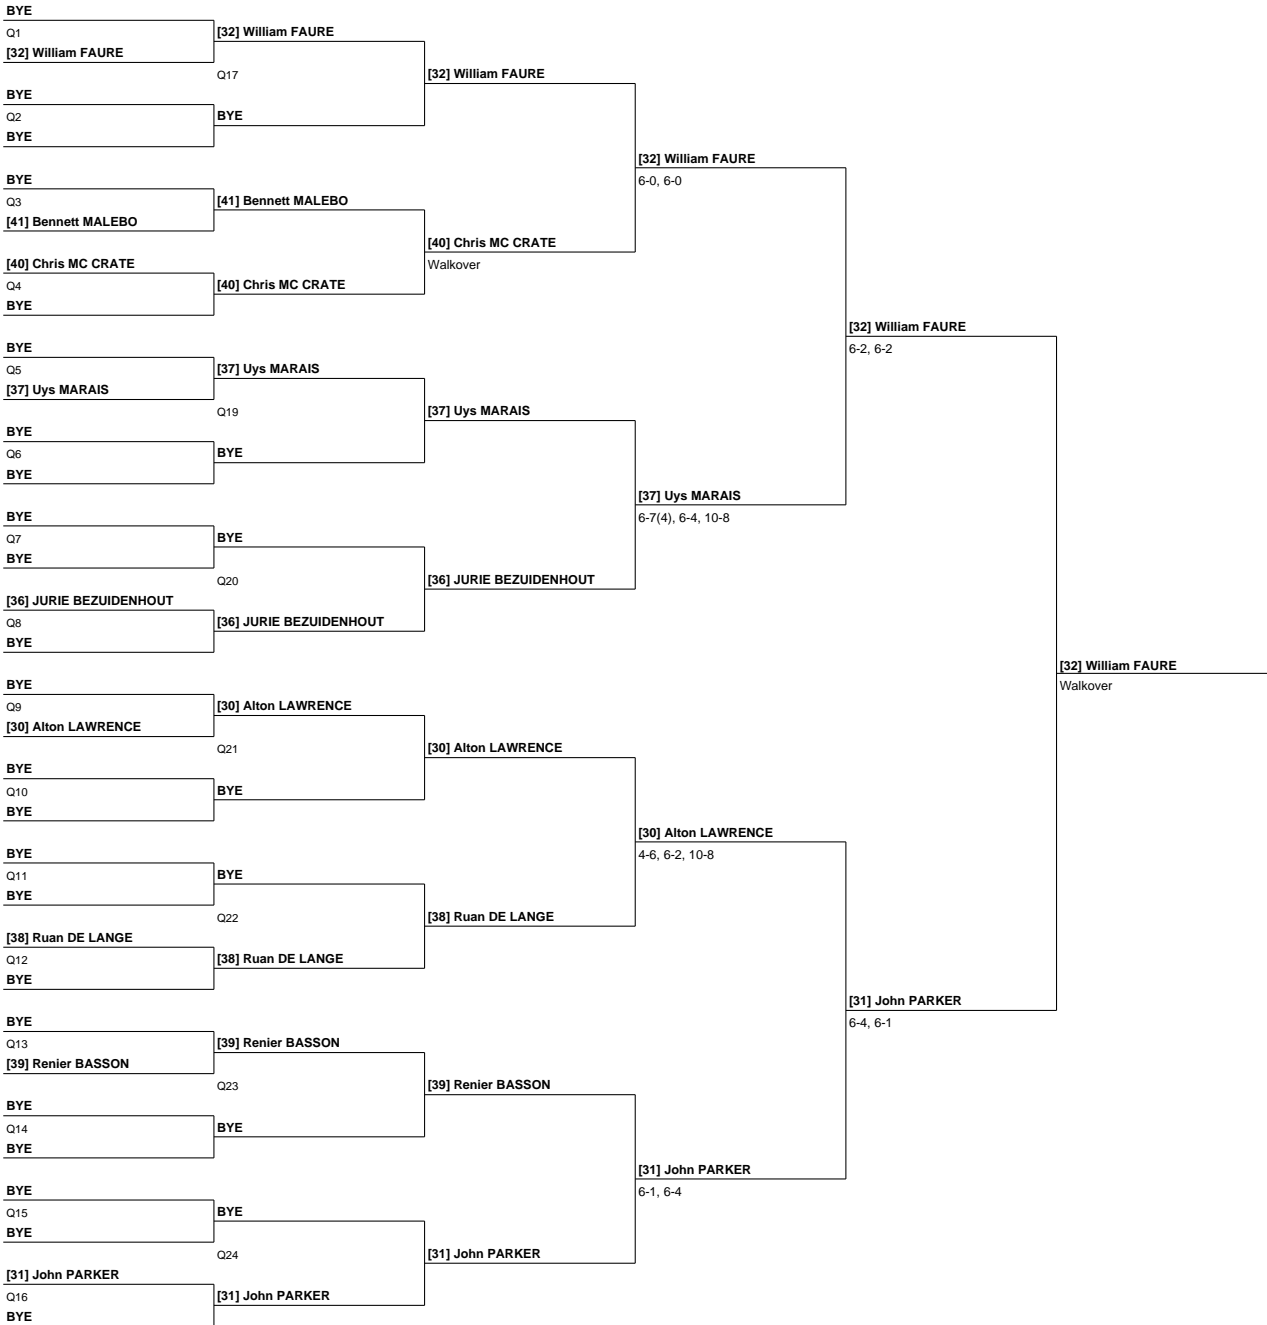 BYE
Q1
[32] William FAURE
[32] William FAURE
Q17
[32] William FAURE
BYE
Q2
BYE
BYE
[32] William FAURE
6-0, 6-0
BYE
Q3
[41] Bennett MALEBO
[41] Bennett MALEBO
[40] Chris MC CRATE
Walkover
[40] Chris MC CRATE
Q4
[40] Chris MC CRATE
BYE
[32] William FAURE
6-2, 6-2
BYE
Q5
[37] Uys MARAIS
[37] Uys MARAIS
Q19
[37] Uys MARAIS
BYE
Q6
BYE
BYE
[37] Uys MARAIS
6-7(4), 6-4, 10-8
BYE
Q7
BYE
BYE
Q20
[36] JURIE BEZUIDENHOUT
[36] JURIE BEZUIDENHOUT
Q8
[36] JURIE BEZUIDENHOUT
BYE
[32] William FAURE
Walkover
BYE
Q9
[30] Alton LAWRENCE
[30] Alton LAWRENCE
Q21
[30] Alton LAWRENCE
BYE
Q10
BYE
BYE
[30] Alton LAWRENCE
4-6, 6-2, 10-8
BYE
Q11
BYE
BYE
Q22
[38] Ruan DE LANGE
[38] Ruan DE LANGE
Q12
[38] Ruan DE LANGE
BYE
[31] John PARKER
6-4, 6-1
BYE
Q13
[39] Renier BASSON
[39] Renier BASSON
Q23
[39] Renier BASSON
BYE
Q14
BYE
BYE
[31] John PARKER
6-1, 6-4
BYE
Q15
BYE
BYE
Q24
[31] John PARKER
[31] John PARKER
Q16
[31] John PARKER
BYE